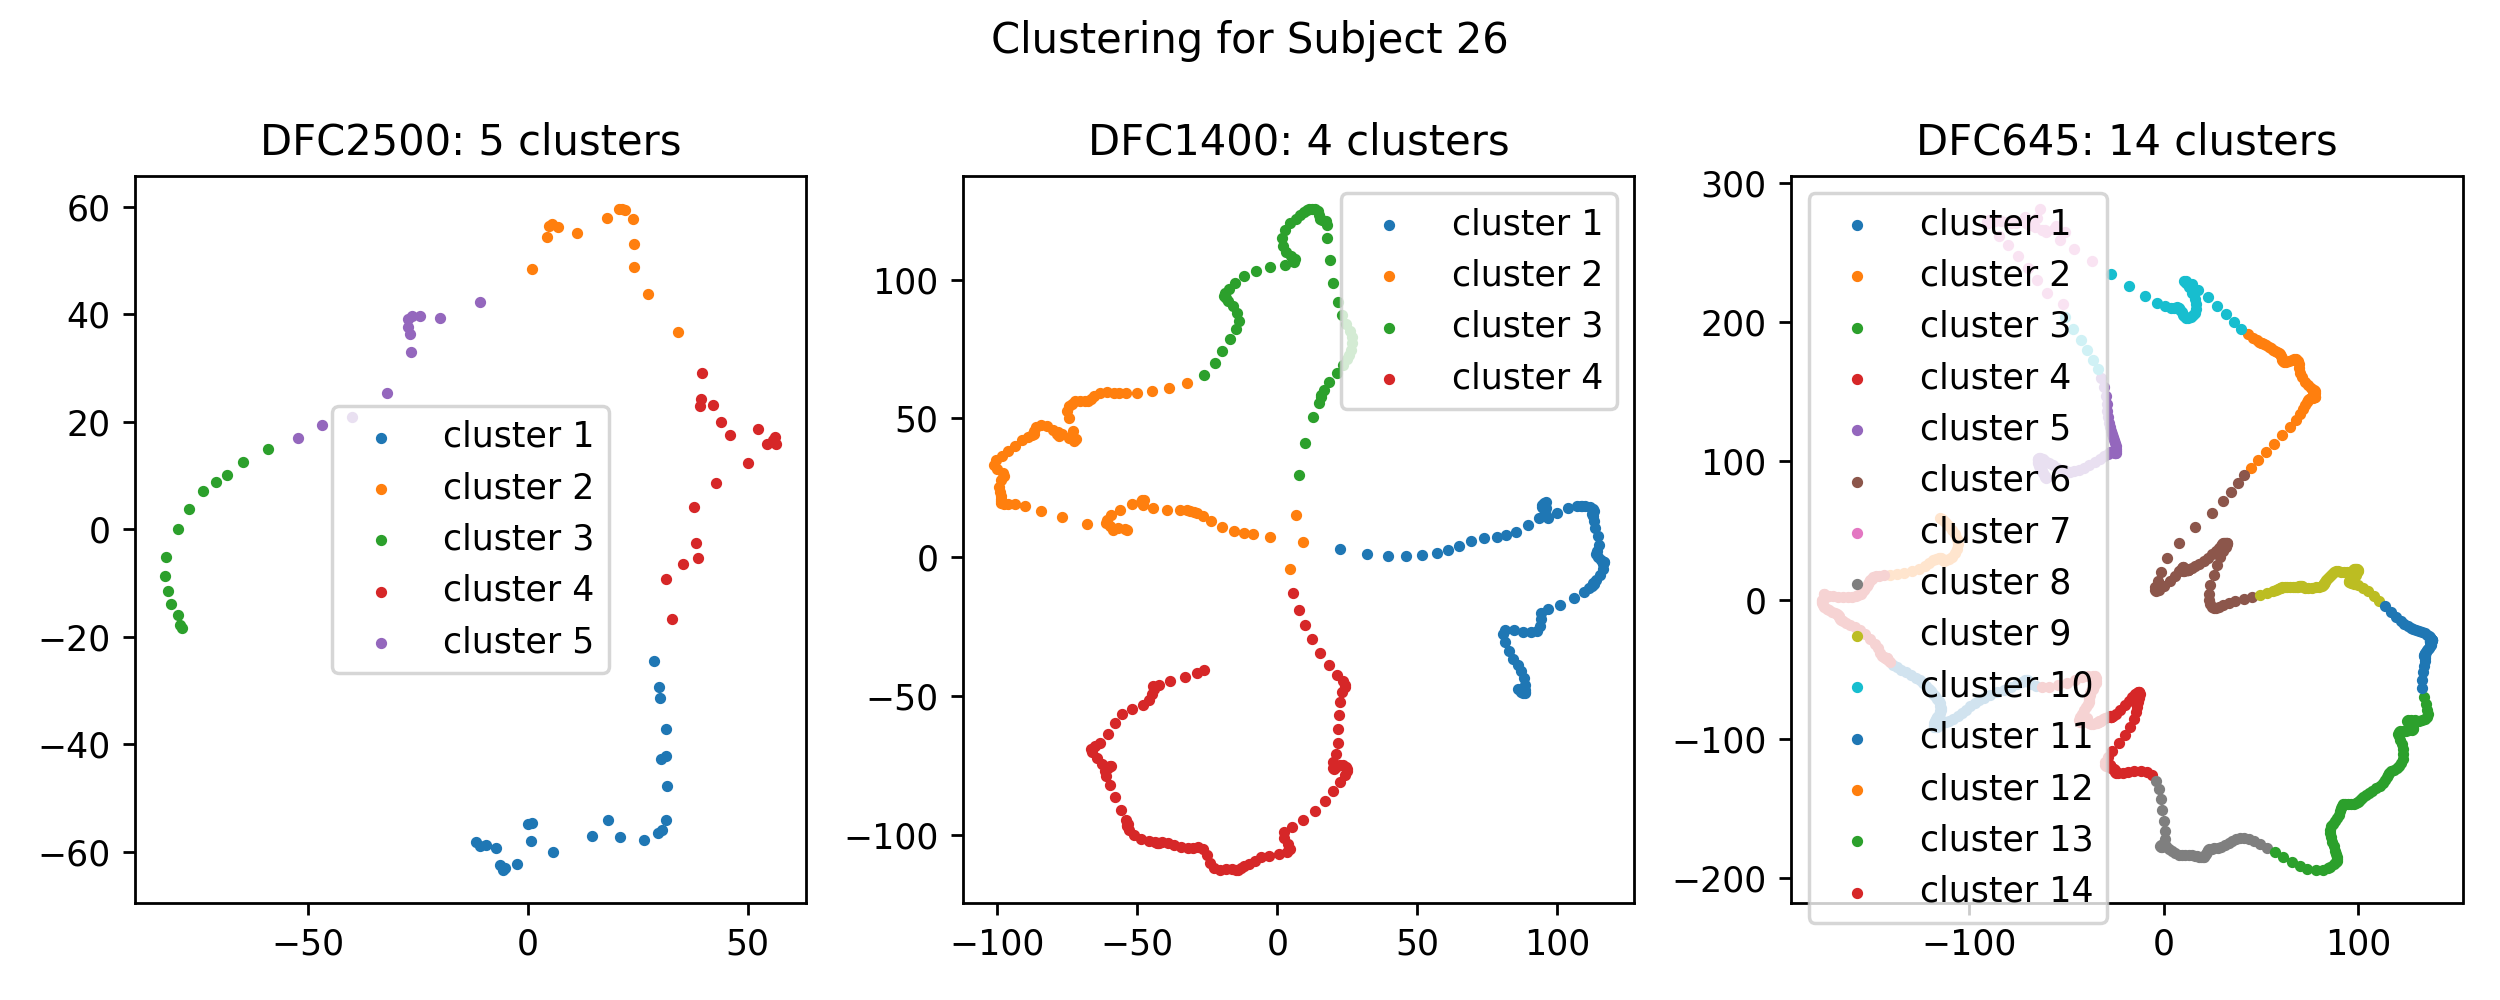 Clustering for Subject 26
DFC2500: 5 clusters
60
40
20
0
−20
−40
−60
−50
0
50
cluster 1
cluster 2
cluster 3
cluster 4
cluster 5
DFC1400: 4 clusters
100
50
0
−50
−100
−100
−50
0
50
100
cluster 1
cluster 2
cluster 3
cluster 4
DFC645: 14 clusters
300
200
100
0
−100
−200
−100
0
100
cluster 1
cluster 2
cluster 3
cluster 4
cluster 5
cluster 6
cluster 7
cluster 8
cluster 9
cluster 10
cluster 11
cluster 12
cluster 13
cluster 14